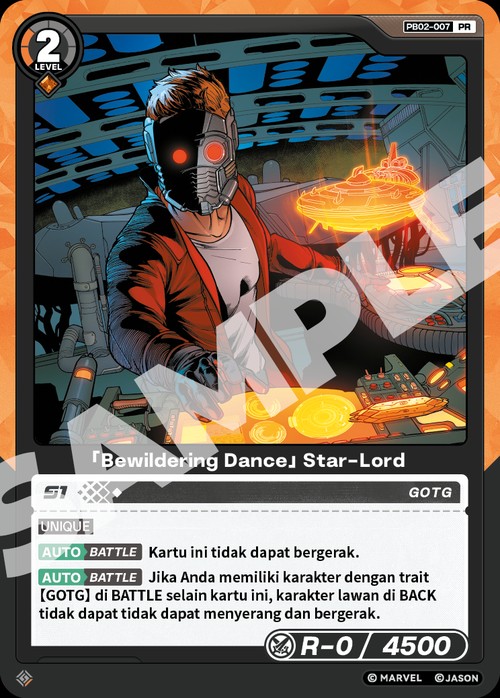 PB02-007 PR
2
LEVEL
SAMPLE
「Bewildering Dance」 Star-Lord
S1
GOTG
UNIQUE
AUTO BATTLE Kartu ini tidak dapat bergerak.
AUTO BATTLE Jika Anda memiliki karakter dengan trait
【GOTG】 di BATTLE selain kartu ini, karakter lawan di BACK
tidak dapat tidak dapat menyerang dan bergerak.
R-0 / 4500
© MARVEL ©JASON